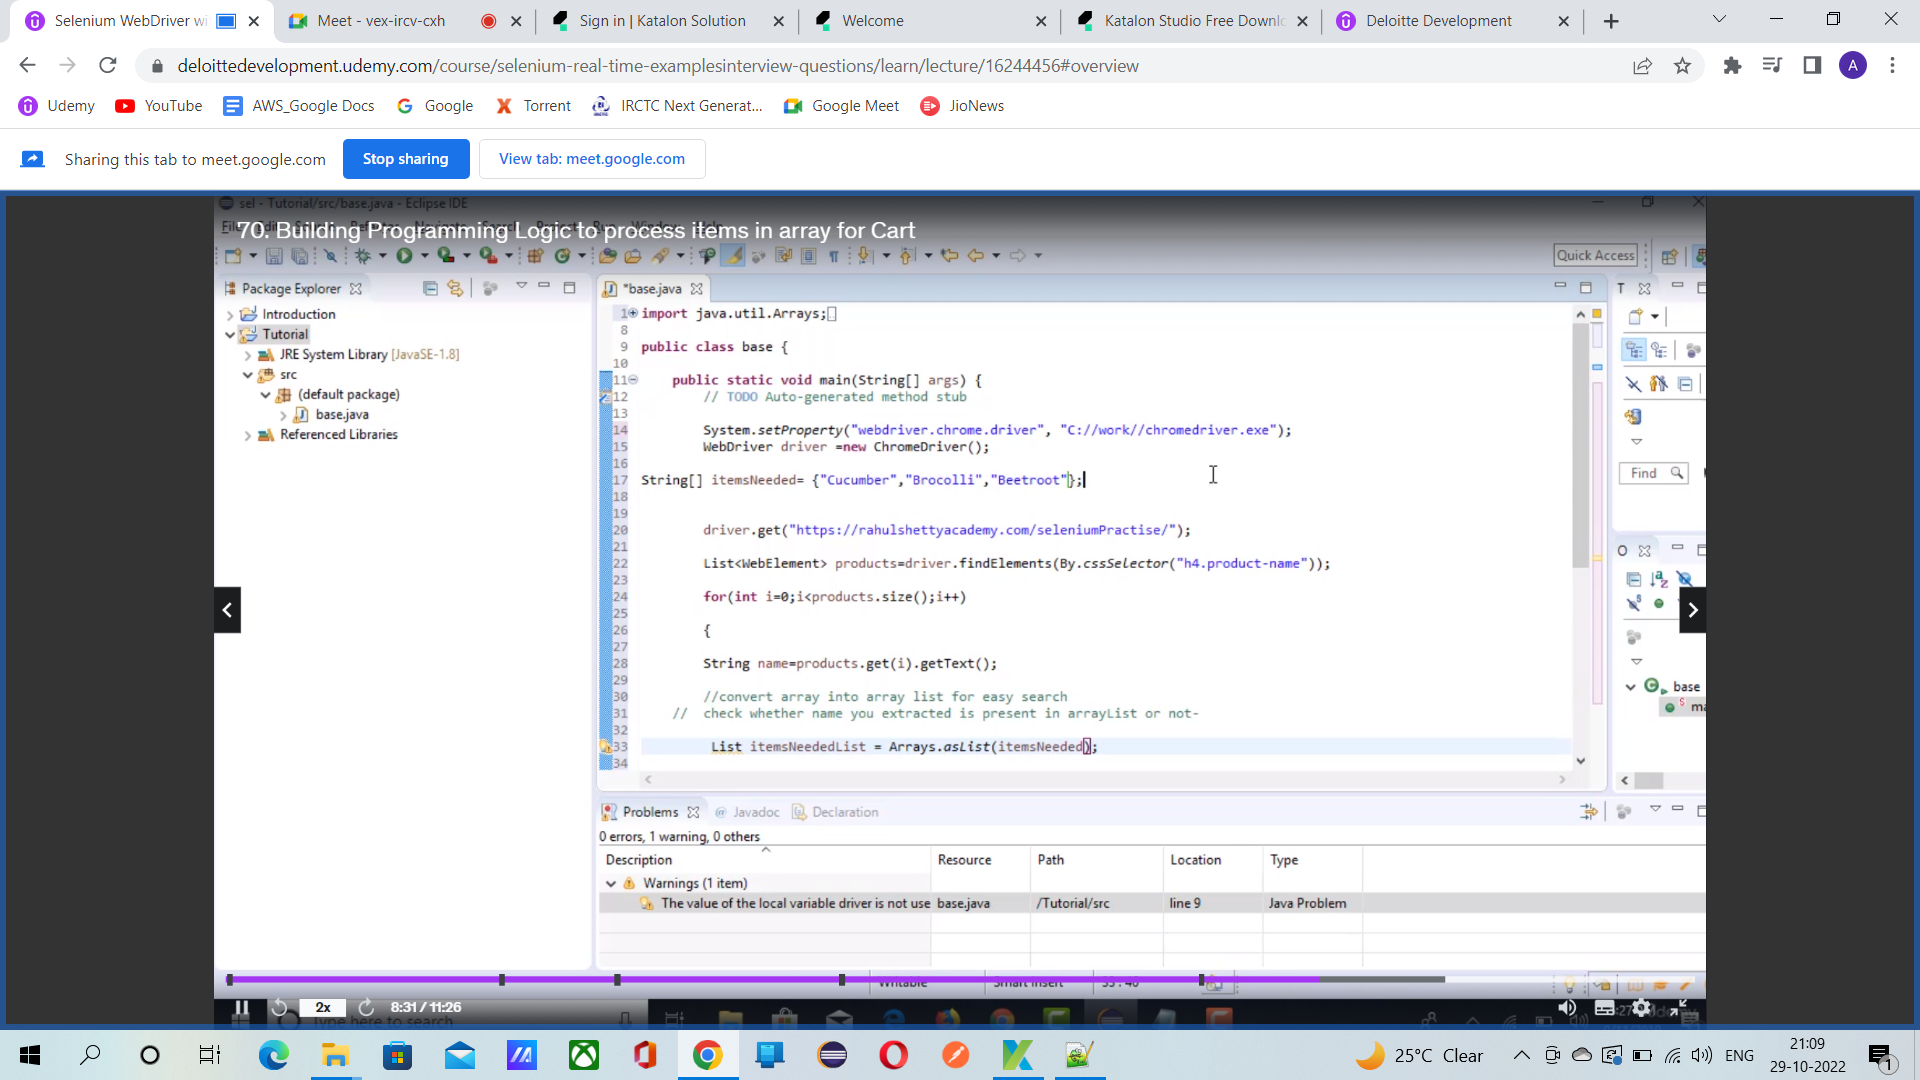 Selenium WebDriver wi
Meet - vex-ircv-cxh
Sign in | Katalon Solution
Welcome
Katalon Studio Free Downl
Deloitte Development
deloittedevelopment.udemy.com/course/selenium-real-time-examplesinterview-questions/learn/lecture/16244456#overview
A
Udemy
YouTube
AWS_Google Docs
Google
Torrent
IRCTC Next Generat...
Google Meet
JioNews
Sharing this tab to meet.google.com
Stop sharing
View tab: meet.google.com
sel - Tutorial/src/base.java - Eclipse IDE
70. Building Programming Logic to process items in array for Cart
Quick Access
Package Explorer
*base.java
T
Introduction
Tutorial
JRE System Library [JavaSE-1.8]
src
(default package)
base.java
Referenced Libraries
1 import java.util.Arrays;
8
9 public class base {
10
11 public static void main(String[] args) {
12 // TODO Auto-generated method stub
13
14 System.setProperty("webdriver.chrome.driver", "C://work//chromedriver.exe");
15 WebDriver driver =new ChromeDriver();
16
17 String[] itemsNeeded= {"Cucumber","Brocolli","Beetroot"};
18
19
20 driver.get("https://rahulshettyacademy.com/seleniumPractise/");
21
22 List<WebElement> products=driver.findElements(By.cssSelector("h4.product-name"));
23
24 for(int i=0;i<products.size();i++)
25
26 {
27
28 String name=products.get(i).getText();
29
30 //convert array into array list for easy search
31 // check whether name you extracted is present in arrayList or not-
32
33 List itemsNeededList = Arrays.asList(itemsNeeded);
34
Find
O
base
ma
Problems
Javadoc
Declaration
0 errors, 1 warning, 0 others
Description Resource Path Location Type
Warnings (1 item)
The value of the local variable driver is not use base.java /Tutorial/src line 9 Java Problem
Writable
Smart Insert
33 : 40
2x
8:31 / 11:26
Type here to search
25°C Clear
ENG
21:09
29-10-2022
1